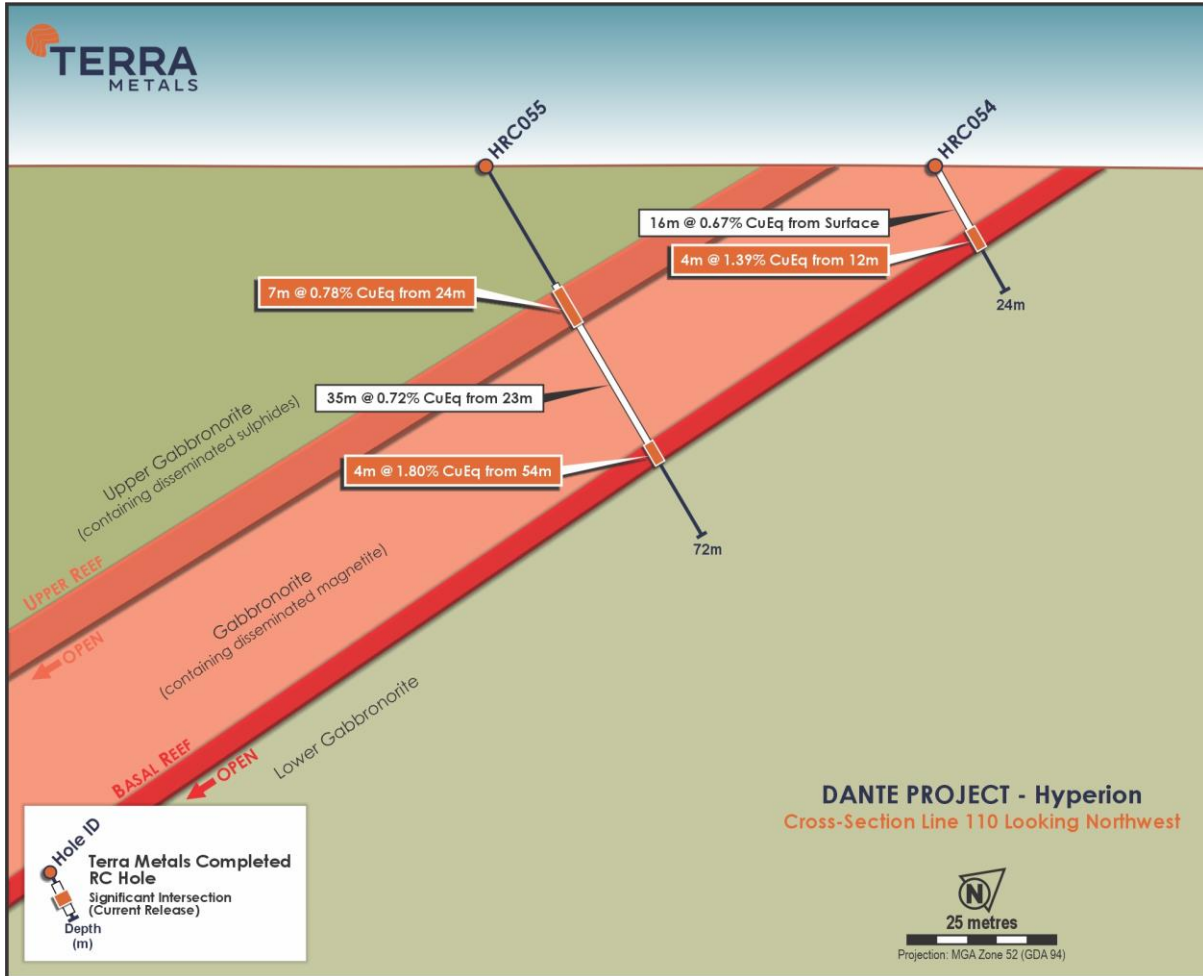 TERRA
METALS
HRC055
HRC054
16m @ 0.67% CuEq from Surface
4m @ 1.39% CuEq from 12m
24m
7m @ 0.78% CuEq from 24m
35m @ 0.72% CuEq from 23m
4m @ 1.80% CuEq from 54m
72m
Upper Gabbronorite
(containing disseminated sulphides)
UPPER REEF
OPEN
Gabbronorite
(containing disseminated magnetite)
BASAL REEF
OPEN
Lower Gabbronorite
DANTE PROJECT - Hyperion
Cross-Section Line 110 Looking Northwest
Hole ID
Terra Metals Completed
RC Hole
Significant Intersection
(Current Release)
Depth
(m)
N
25 metres
Projection: MGA Zone 52 (GDA 94)